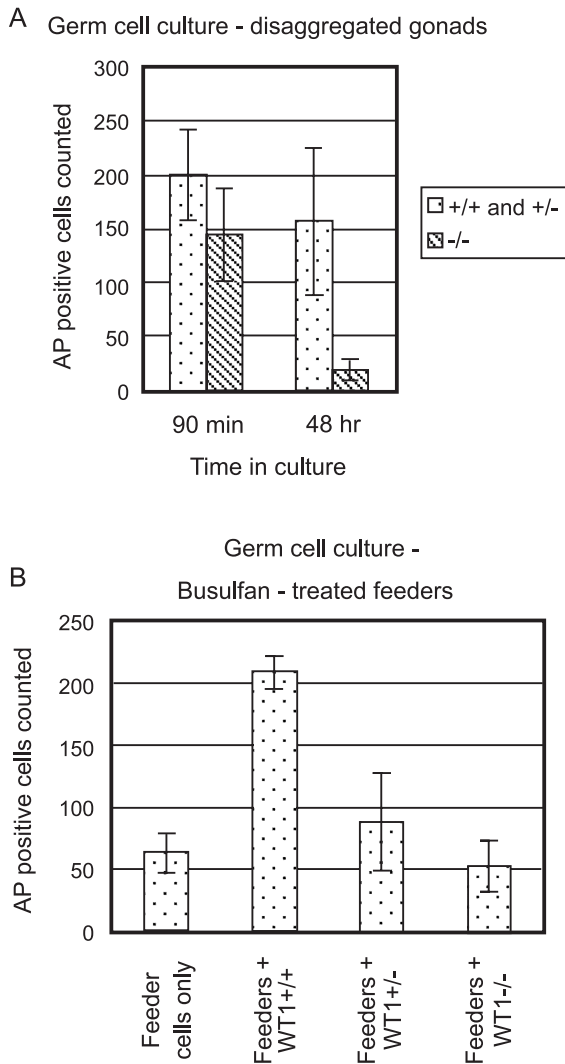 A
Germ cell culture - disaggregated gonads
AP positive cells counted
300
250
200
150
100
50
0
90 min
48 hr
Time in culture
+/+ and +/-
-/-
B
Germ cell culture -
Busulfan - treated feeders
AP positive cells counted
250
200
150
100
50
0
Feeder
cells only
Feeders +
WT1+/+
Feeders +
WT1+/-
Feeders +
WT1-/-